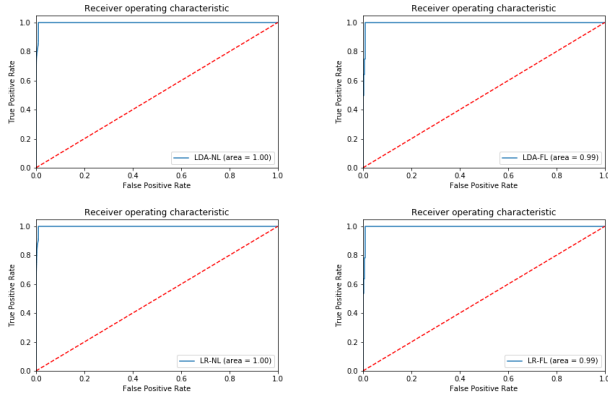 Receiver operating characteristic
True Positive Rate
1.0
0.8
0.6
0.4
0.2
0.0
0.0 0.2 0.4 0.6 0.8 1.0
False Positive Rate
LDA-NL (area = 1.00)
Receiver operating characteristic
True Positive Rate
1.0
0.8
0.6
0.4
0.2
0.0
0.0 0.2 0.4 0.6 0.8 1.0
False Positive Rate
LDA-FL (area = 0.99)
Receiver operating characteristic
True Positive Rate
1.0
0.8
0.6
0.4
0.2
0.0
0.0 0.2 0.4 0.6 0.8 1.0
False Positive Rate
LR-NL (area = 1.00)
Receiver operating characteristic
True Positive Rate
1.0
0.8
0.6
0.4
0.2
0.0
0.0 0.2 0.4 0.6 0.8 1.0
False Positive Rate
LR-FL (area = 0.99)